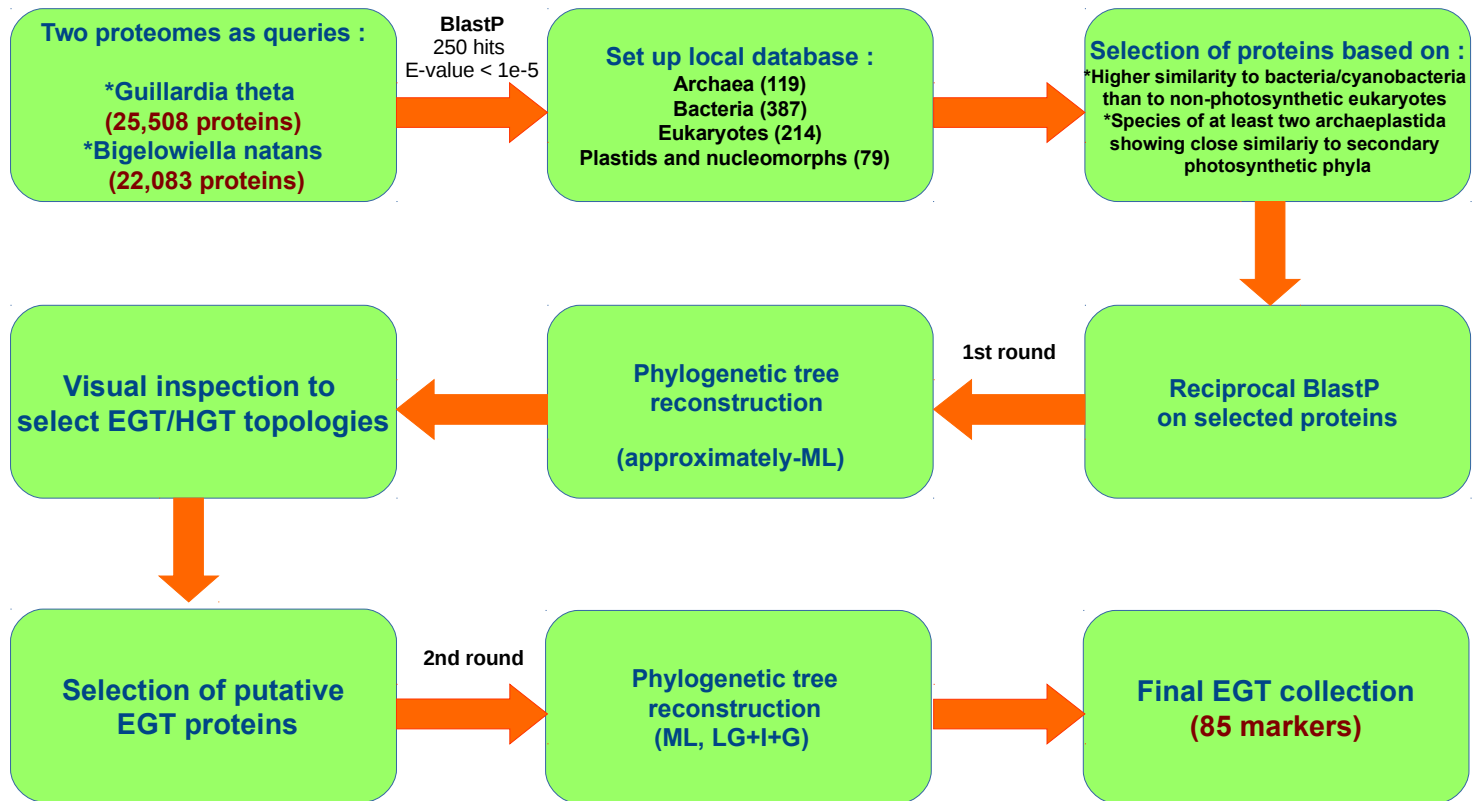 Two proteomes as queries :
*Guillardia theta
(25,508 proteins)
*Bigelowiella natans
(22,083 proteins)
BlastP
250 hits
E-value < 1e-5
Set up local database :
Archaea (119)
Bacteria (387)
Eukaryotes (214)
Plastids and nucleomorphs (79)
Selection of proteins based on :
*Higher similarity to bacteria/cyanobacteria
than to non-photosynthetic eukaryotes
*Species of at least two archaeplastida
showing close similariy to secondary
photosynthetic phyla
Reciprocal BlastP
on selected proteins
1st round
Phylogenetic tree
reconstruction
(approximately-ML)
Visual inspection to
select EGT/HGT topologies
Selection of putative
EGT proteins
2nd round
Phylogenetic tree
reconstruction
(ML, LG+I+G)
Final EGT collection
(85 markers)